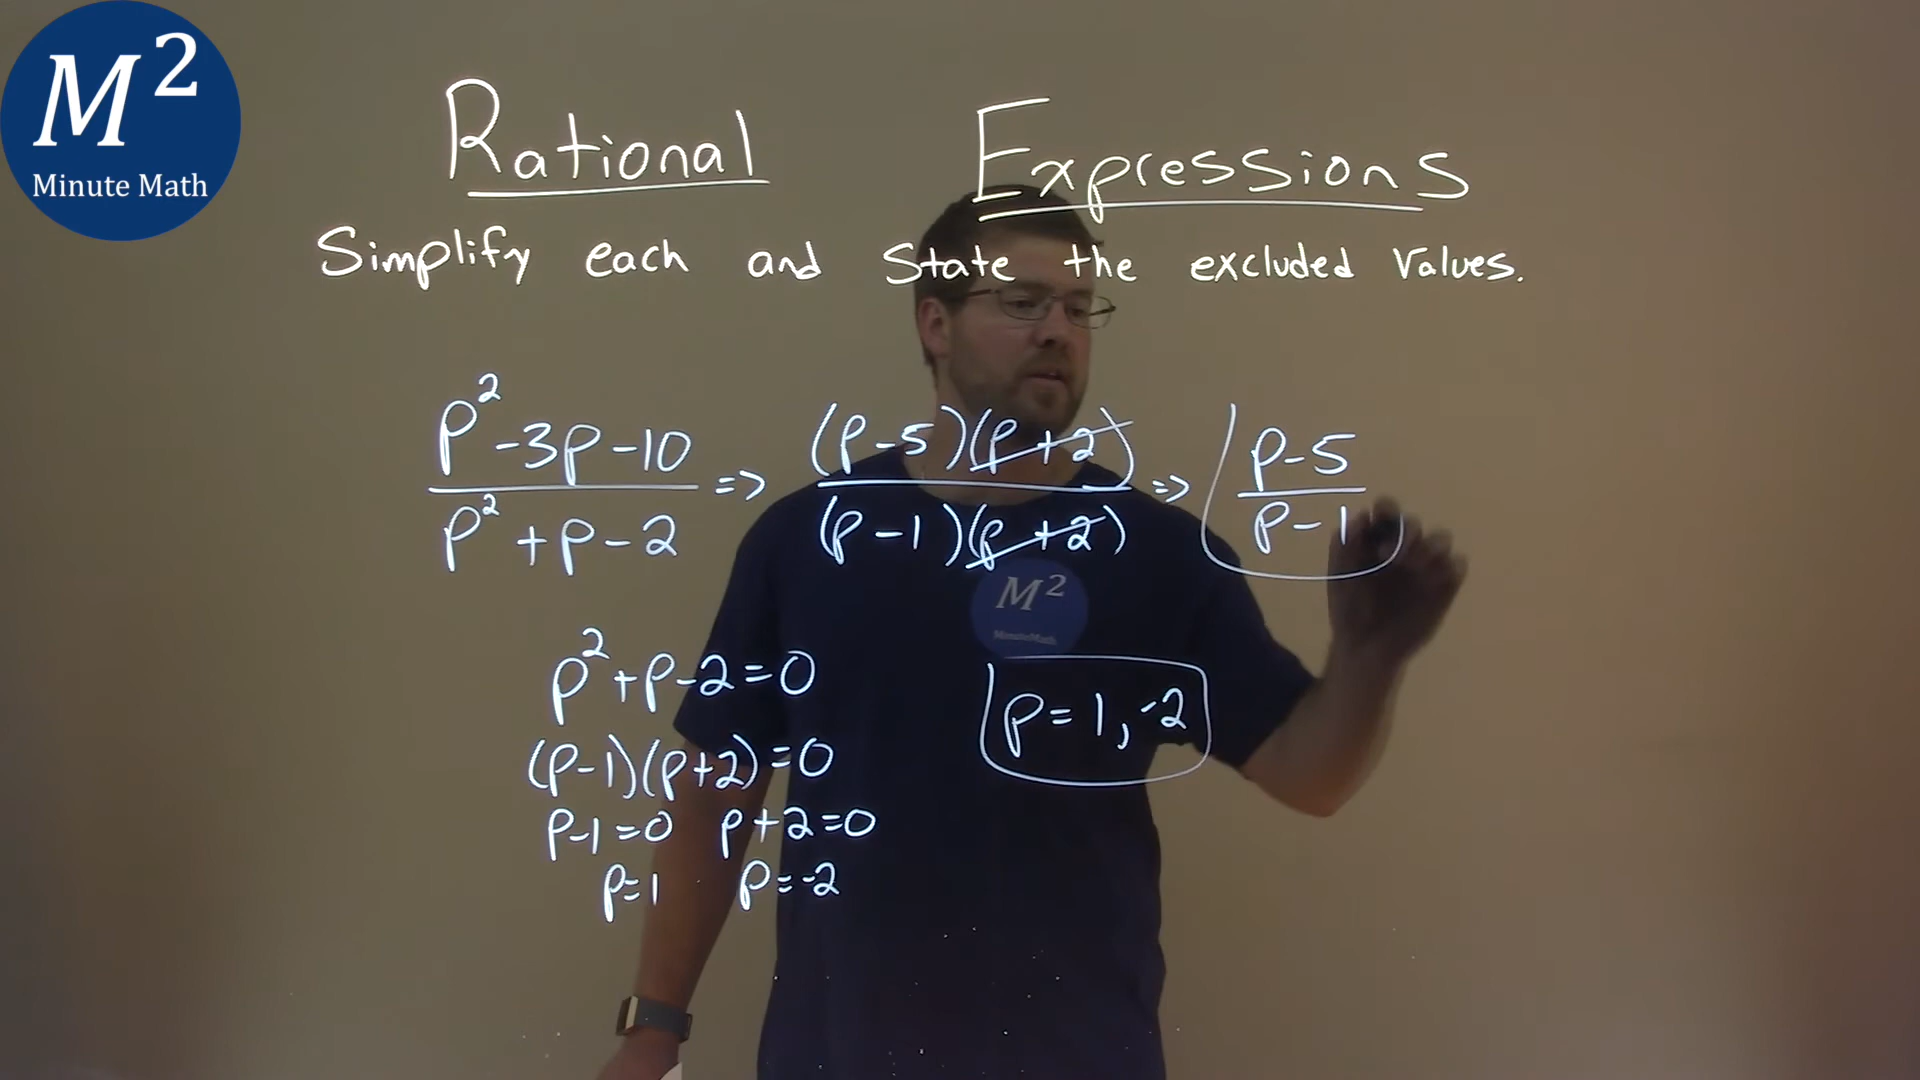 M²
Minute Math
Rational Expressions
Simplify each and State the excluded Values.
p² -3p -10 / p² +p -2 => (p-5)(p+2) / (p-1)(p+2) => p-5 / p-1
M²
MinuteMath
p² +p-2=0
p=1,-2
(p-1)(p+2)=0
p-1=0 p+2=0
p=1 p=-2